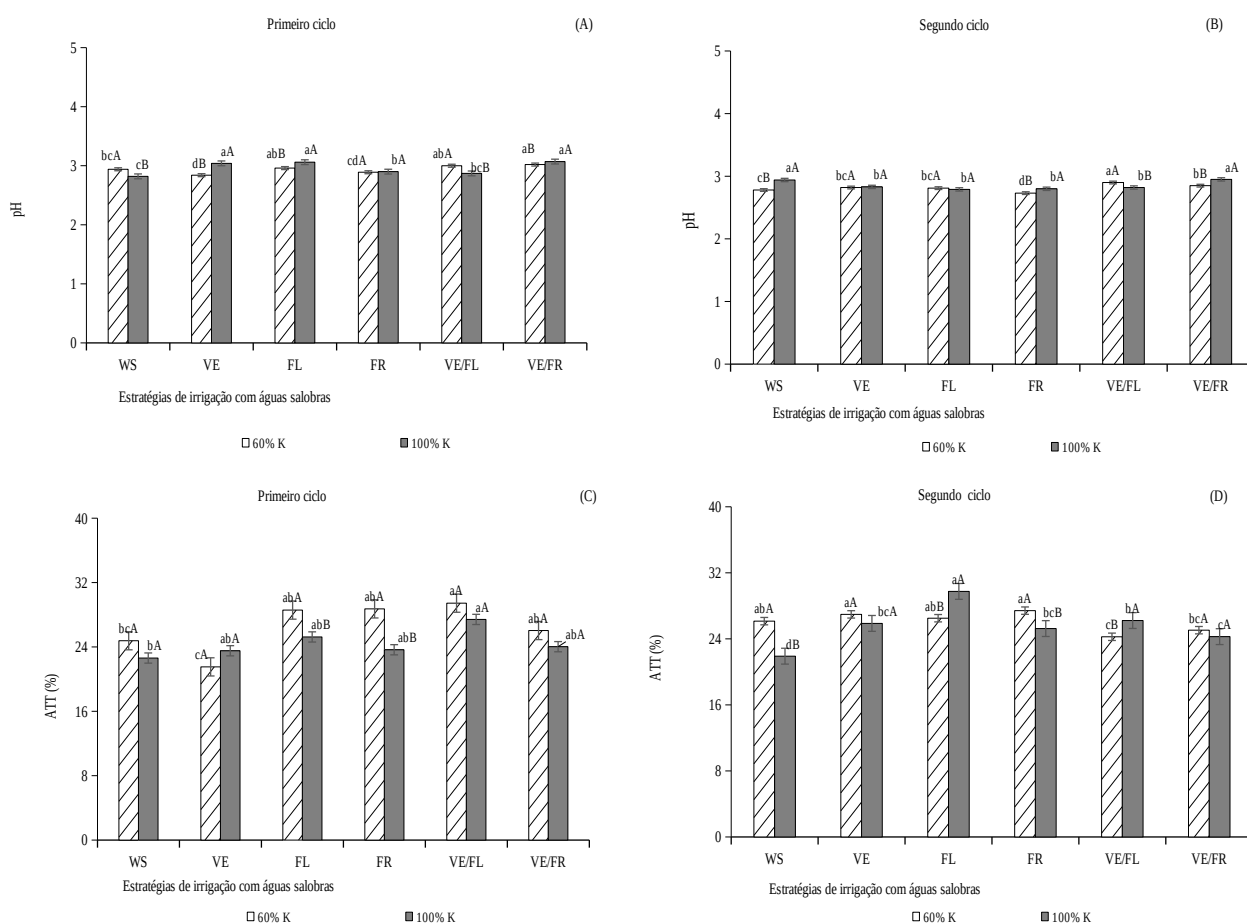 Primeiro ciclo (A)
5
4
3
2
1
0
pH
bcA cB dB aA abB aA cdA bA abA bcB aB aA
WS VE FL FR VE/FL VE/FR
Estratégias de irrigação com águas salobras
60% K 100% K
Segundo ciclo (B)
5
4
3
2
1
0
pH
cB aA bcA bA bcA bA dB bA aA bB bB aA
WS VE FL FR VE/FL VE/FR
Estratégias de irrigação com águas salobras
60% K 100% K
Primeiro ciclo (C)
40
32
24
16
8
0
ATT (%)
bcA bA cA abA abA abB abA abB aA aA abA abA
WS VE FL FR VE/FL VE/FR
Estratégias de irrigação com águas salobras
60% K 100% K
Segundo ciclo (D)
40
32
24
16
8
0
ATT (%)
abA dB aA bcA abB aA aA bcB cB bA bcA cA
WS VE FL FR VE/FL VE/FR
Estratégias de irrigação com águas salobras
60% K 100% K